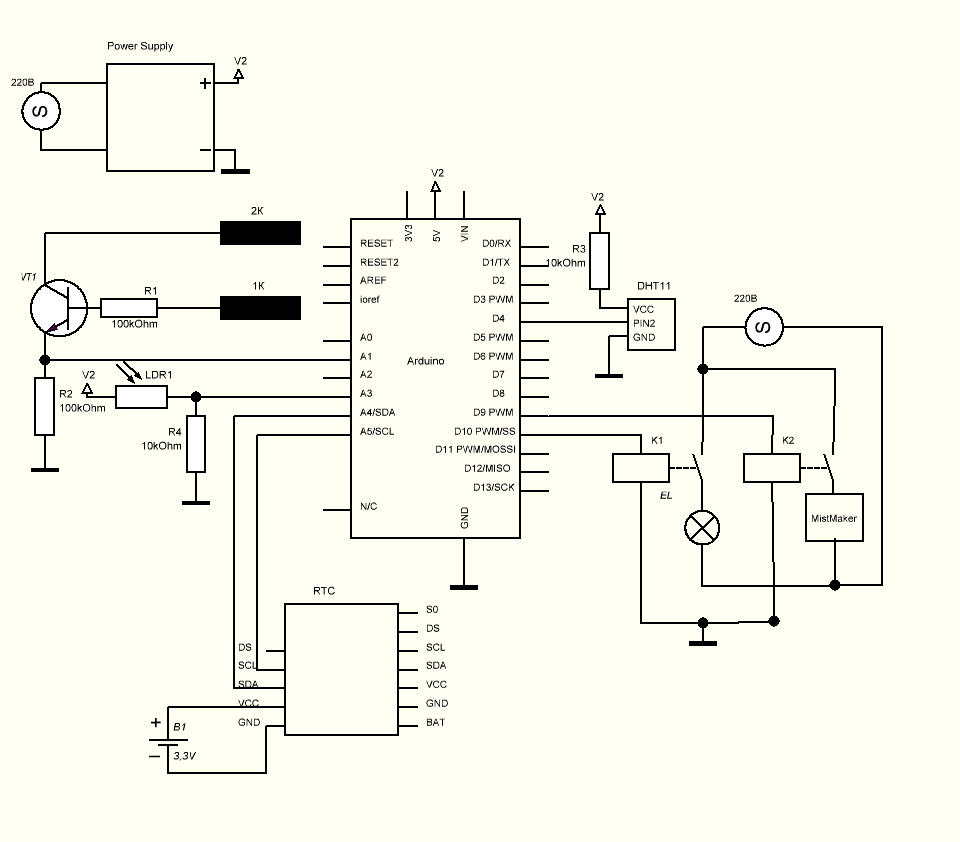 Power Supply
V2
220В
S
+
−
2К
VT1
1К
R1
100kOhm
V2
R2
100kOhm
LDR1
R4
10kOhm
V2
3V3
5V
VIN
RESET
RESET2
AREF
ioref
A0
A1
A2
A3
A4/SDA
A5/SCL
N/C
Arduino
D0/RX
D1/TX
D2
D3 PWM
D4
D5 PWM
D6 PWM
D7
D8
D9 PWM
D10 PWM/SS
D11 PWM/MOSSI
D12/MISO
D13/SCK
GND
V2
R3
10kOhm
DHT11
VCC
PIN2
GND
220В
S
K1
K2
EL
MistMaker
RTC
DS
SCL
SDA
VCC
GND
S0
DS
SCL
SDA
VCC
GND
BAT
+
B1
−
3,3V